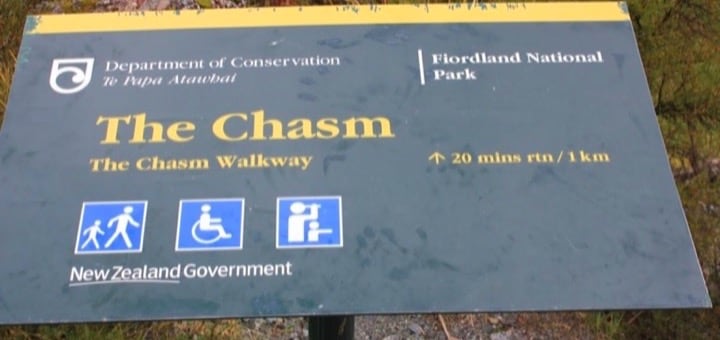 Department of Conservation
Te Papa Atawhai
Fiordland National
Park
The Chasm
The Chasm Walkway
↑ 20 mins rtn / 1 km
New Zealand Government